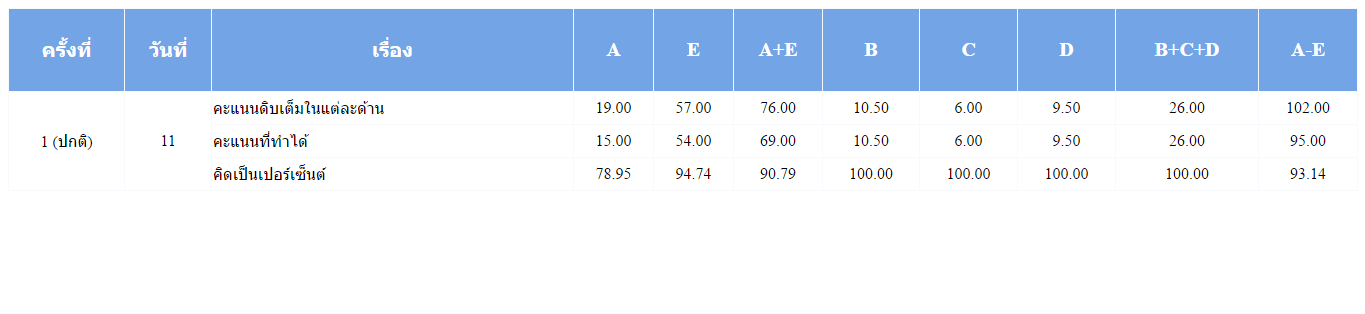 ครั้งที่ วันที่ เรื่อง A E A+E B C D B+C+D A-E
คะแนนดิบเต็มในแต่ละด้าน 19.00 57.00 76.00 10.50 6.00 9.50 26.00 102.00
1 (ปกติ) 11 คะแนนที่ทำได้ 15.00 54.00 69.00 10.50 6.00 9.50 26.00 95.00
คิดเป็นเปอร์เซ็นต์ 78.95 94.74 90.79 100.00 100.00 100.00 100.00 93.14